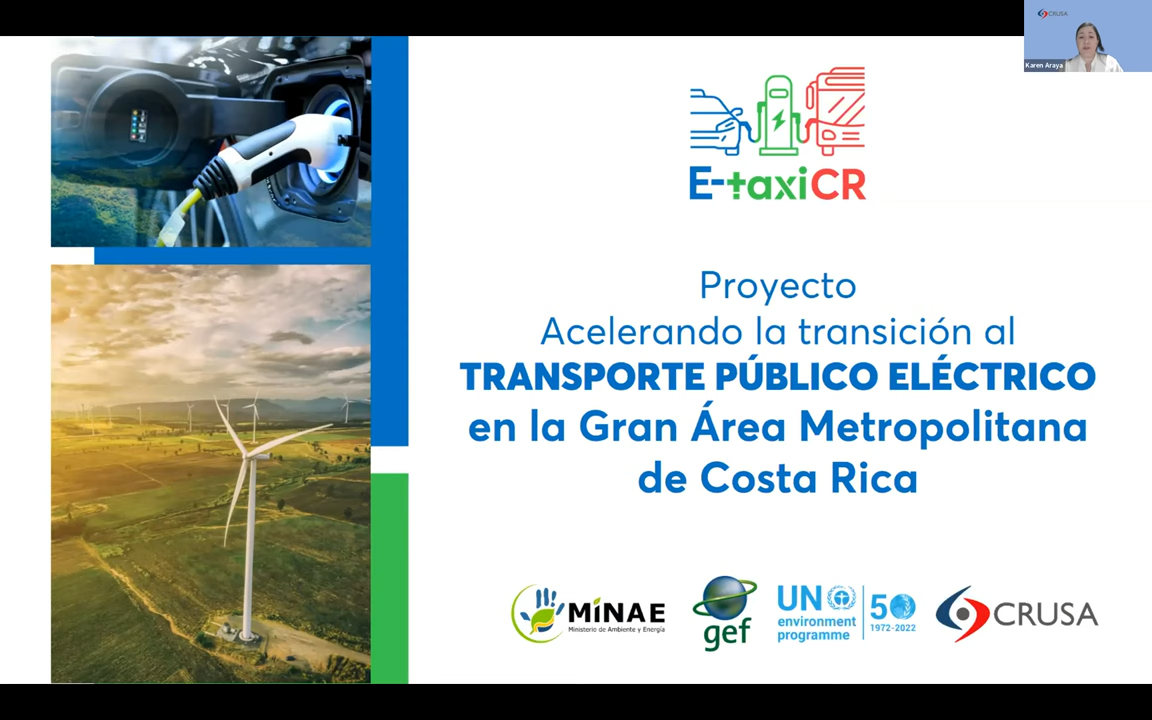 CRUSA
Karen Araya
E-taxiCR
Proyecto
Acelerando la transición al
TRANSPORTE PÚBLICO ELÉCTRICO
en la Gran Área Metropolitana
de Costa Rica
MINAE
Ministerio de Ambiente y Energía
gef
UN
environment
programme
50
1972-2022
CRUSA